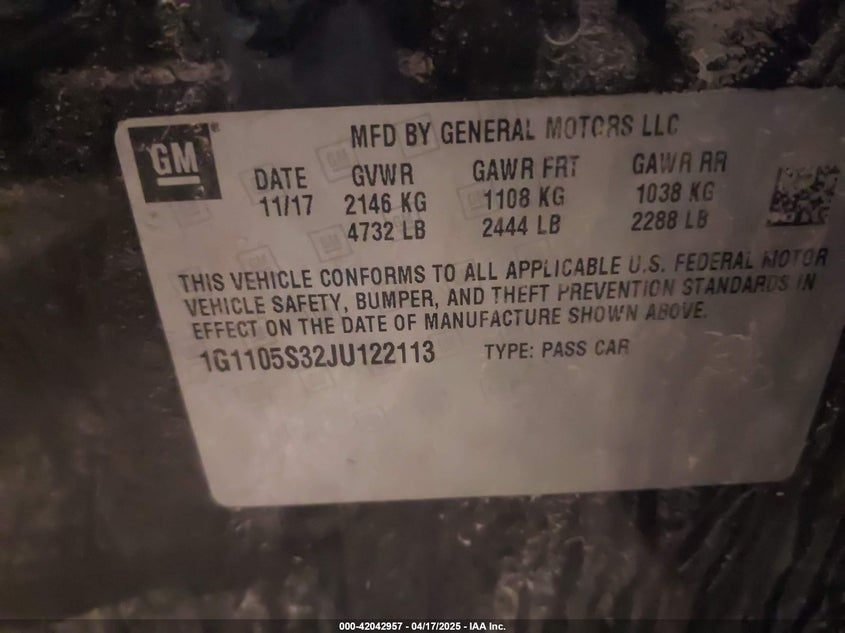 GM
MFD BY GENERAL MOTORS LLC
DATE GVWR GAWR FRT GAWR RR
11/17 2146 KG 1108 KG 1038 KG
4732 LB 2444 LB 2288 LB
THIS VEHICLE CONFORMS TO ALL APPLICABLE U.S. FEDERAL MOTOR
VEHICLE SAFETY, BUMPER, AND THEFT PREVENTION STANDARDS IN
EFFECT ON THE DATE OF MANUFACTURE SHOWN ABOVE.
1G1105S32JU122113 TYPE: PASS CAR
000-42042957 - 04/17/2025 - IAA Inc.